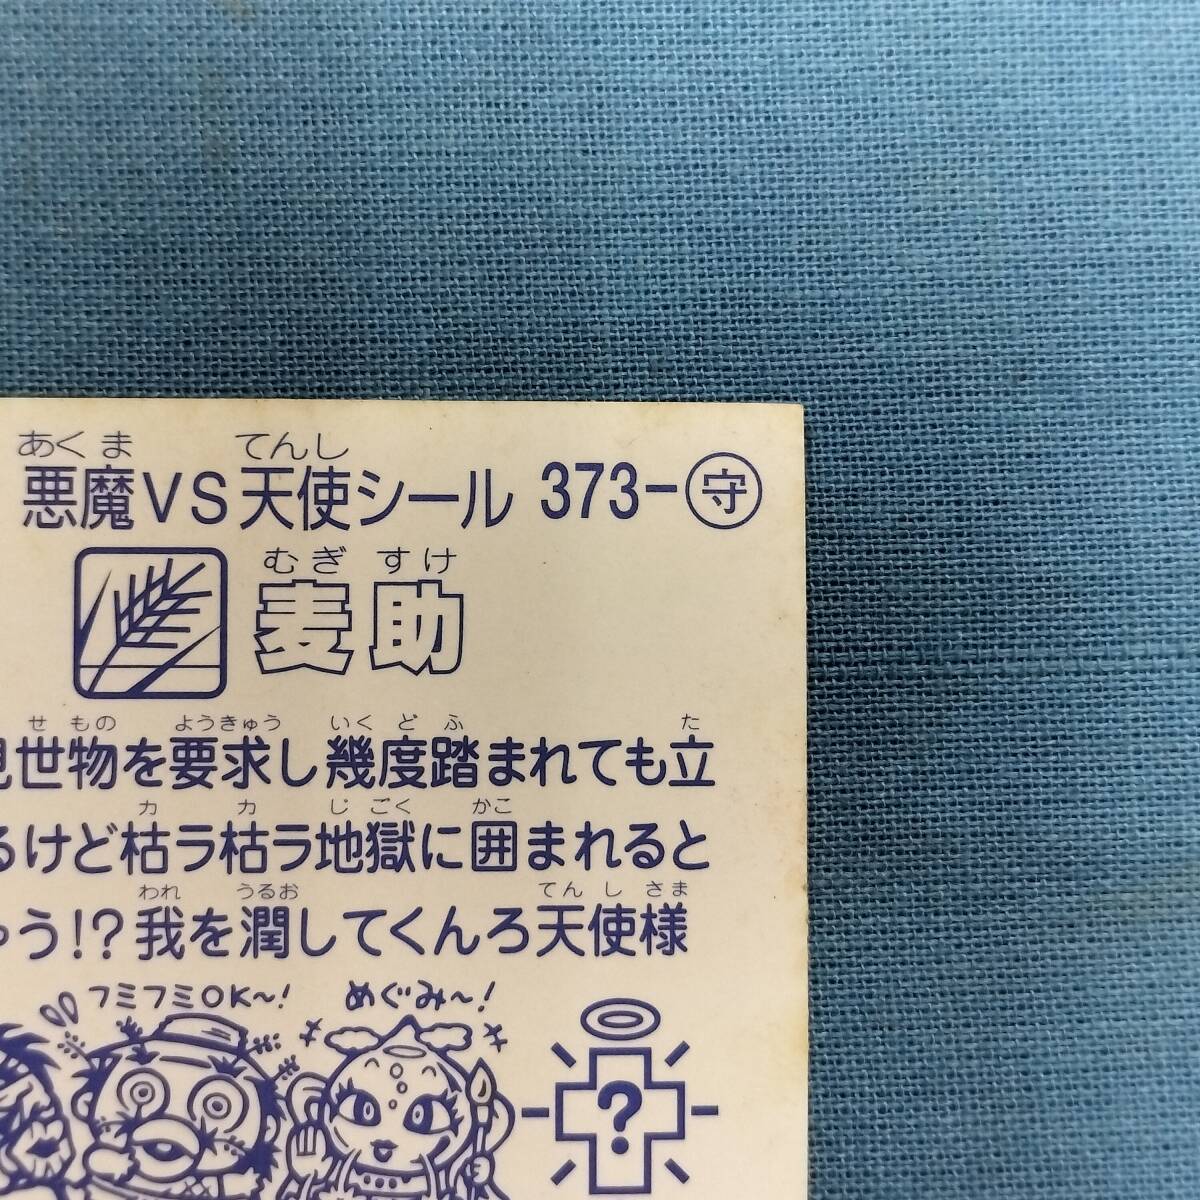 あくま てんし
悪魔VS天使シール 373-守
むぎ すけ
麦助
せもの ようきゅう いくどふ た
見世物を要求し幾度踏まれても立
カ カ じごく かこ
るけど枯ラ枯ラ地獄に囲まれると
われ うるお てんしさま
ゃう!?我を潤してくんろ天使様
フミフミOK〜! めぐみ〜!
?